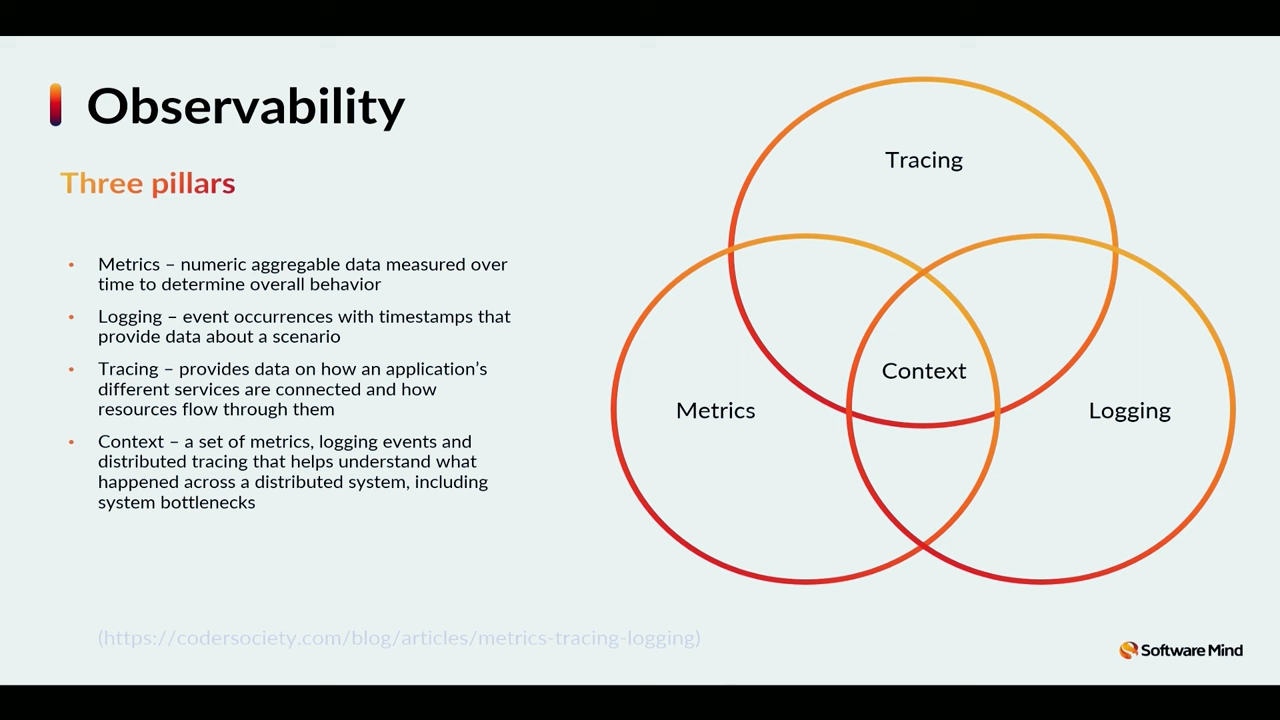 Observability
Three pillars
• Metrics – numeric aggregable data measured over
time to determine overall behavior
• Logging – event occurrences with timestamps that
provide data about a scenario
• Tracing – provides data on how an application’s
different services are connected and how
resources flow through them
• Context – a set of metrics, logging events and
distributed tracing that helps understand what
happened across a distributed system, including
system bottlenecks
Tracing
Context
Metrics
Logging
(https://codersociety.com/blog/articles/metrics-tracing-logging)
Software Mind